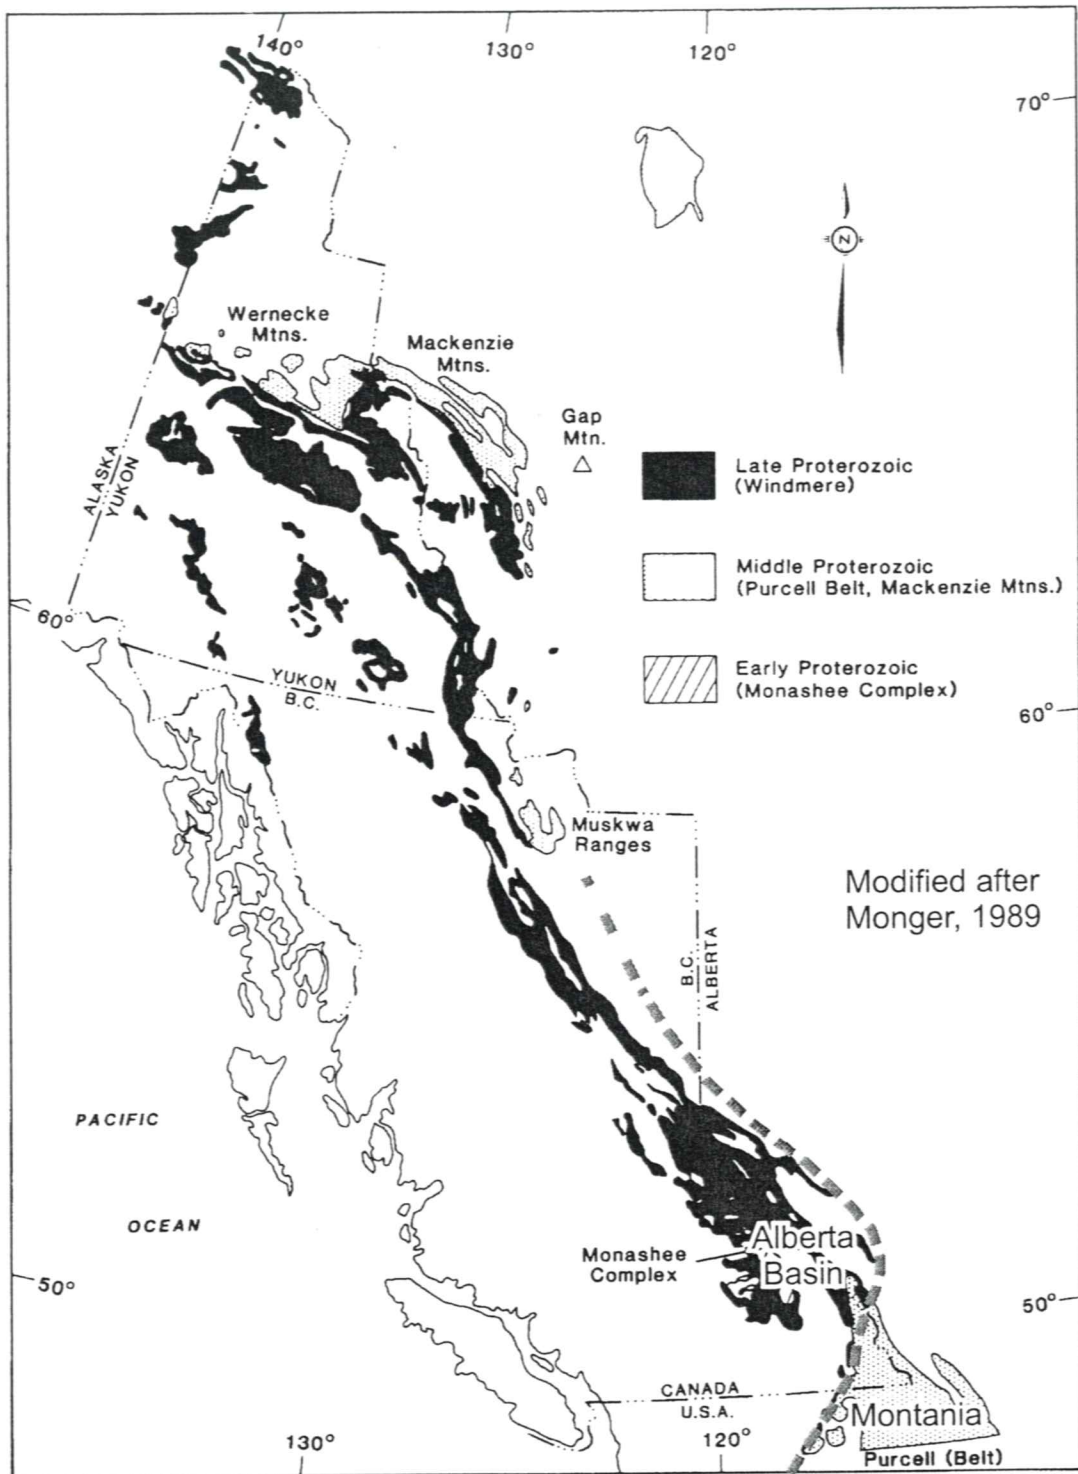 140°
130°
120°
70°
N
Wernecke
Mtns.
Mackenzie
Mtns.
Gap
Mtn.
ALASKA
YUKON
Late Proterozoic
(Windmere)
Middle Proterozoic
(Purcell Belt, Mackenzie Mtns.)
Early Proterozoic
(Monashee Complex)
60°
YUKON
B.C.
60°
Muskwa
Ranges
Modified after
Monger, 1989
B.C.
ALBERTA
PACIFIC
OCEAN
Monashee
Complex
Alberta
Basin
50°
50°
CANADA
U.S.A.
Montania
130°
120°
Purcell (Belt)